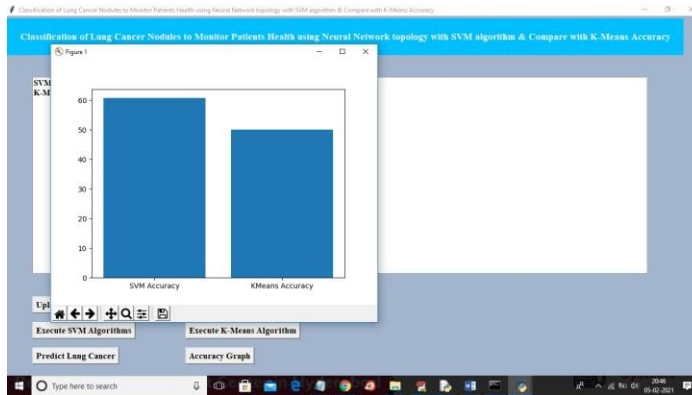 Classification of Lung Cancer Nodules to Monitor Patients Health using Neural Network topology with SVM algorithm & Compare with K-Means Accuracy
Classification of Lung Cancer Nodules to Monitor Patients Health using Neural Network topology with SVM algorithm & Compare with K-Means Accuracy
Figure 1
SVM
K-M
60
50
40
30
20
10
0
SVM Accuracy
KMeans Accuracy
Upl
Execute SVM Algorithms
Execute K-Means Algorithm
Predict Lung Cancer
Accuracy Graph
Type here to search
20:46
05-02-2021